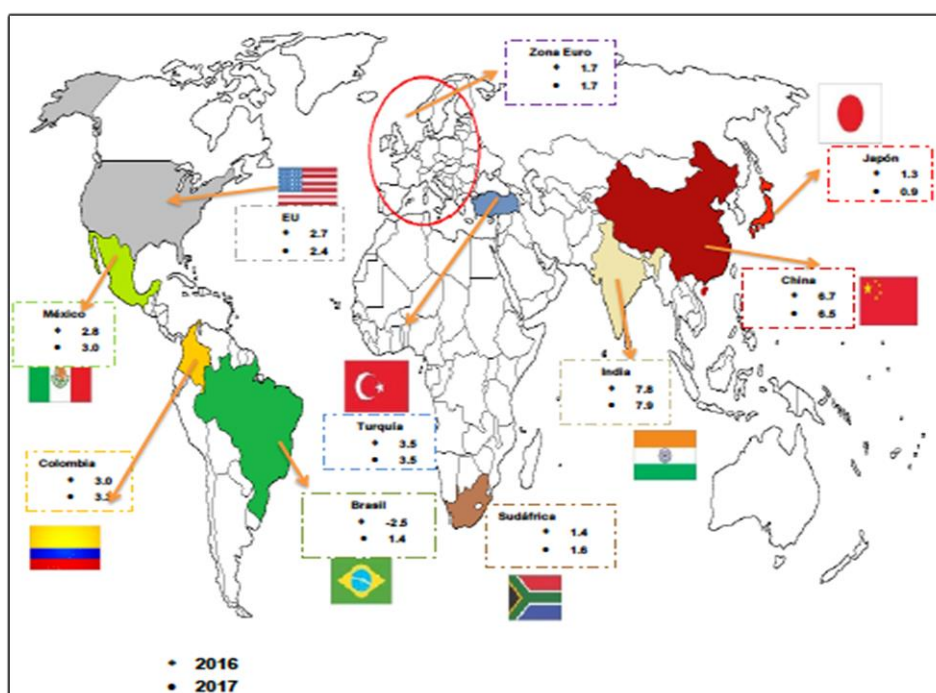 Zona Euro
1.7
1.7
Japón
1.3
0.9
EU
2.7
2.4
China
6.7
6.5
México
2.8
3.0
India
7.8
7.9
Turquía
3.5
3.5
Colombia
3.0
Brasil
-2.5
1.4
Sudáfrica
1.4
1.6
2016
2017